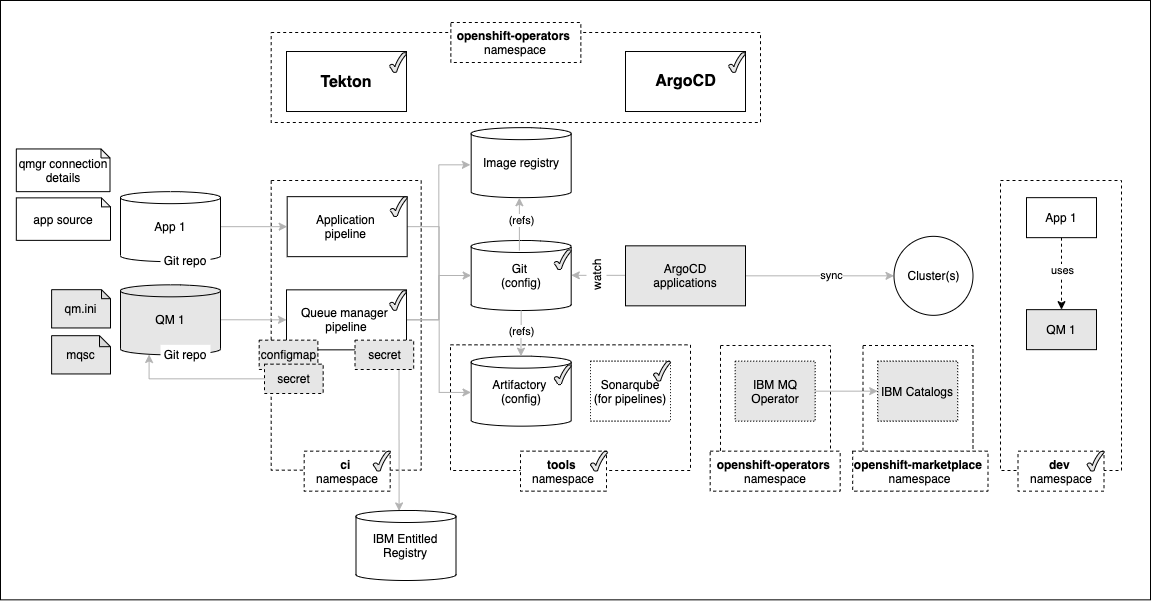 openshift-operators
namespace
Tekton
ArgoCD
Image registry
qmgr connection
details
app source
App 1
Git repo
Application
pipeline
(refs)
Git
(config)
watch
ArgoCD
applications
sync
Cluster(s)
App 1
uses
QM 1
qm.ini
mqsc
QM 1
Git repo
Queue manager
pipeline
configmap
secret
secret
(refs)
Artifactory
(config)
Sonarqube
(for pipelines)
IBM MQ
Operator
IBM Catalogs
ci
namespace
tools
namespace
openshift-operators
namespace
openshift-marketplace
namespace
dev
namespace
IBM Entitled
Registry